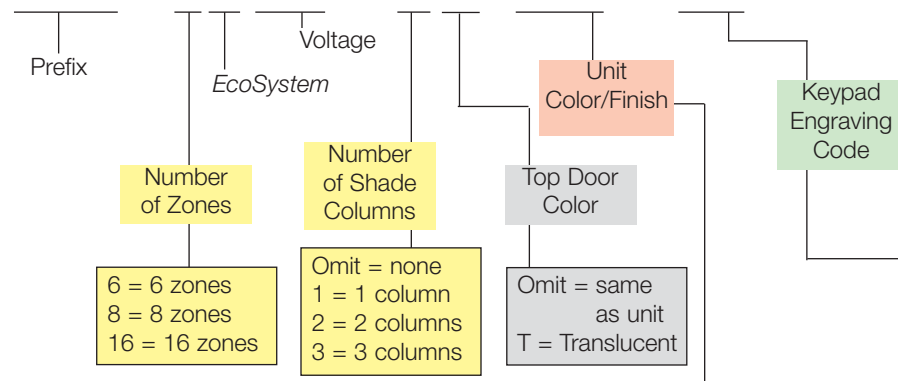 Prefix
EcoSystem
Voltage
Unit
Color/Finish
Keypad
Engraving
Code
Number
of Zones
Number
of Shade
Columns
Top Door
Color
6 = 6 zones
8 = 8 zones
16 = 16 zones
Omit = none
1 = 1 column
2 = 2 columns
3 = 3 columns
Omit = same
as unit
T = Translucent